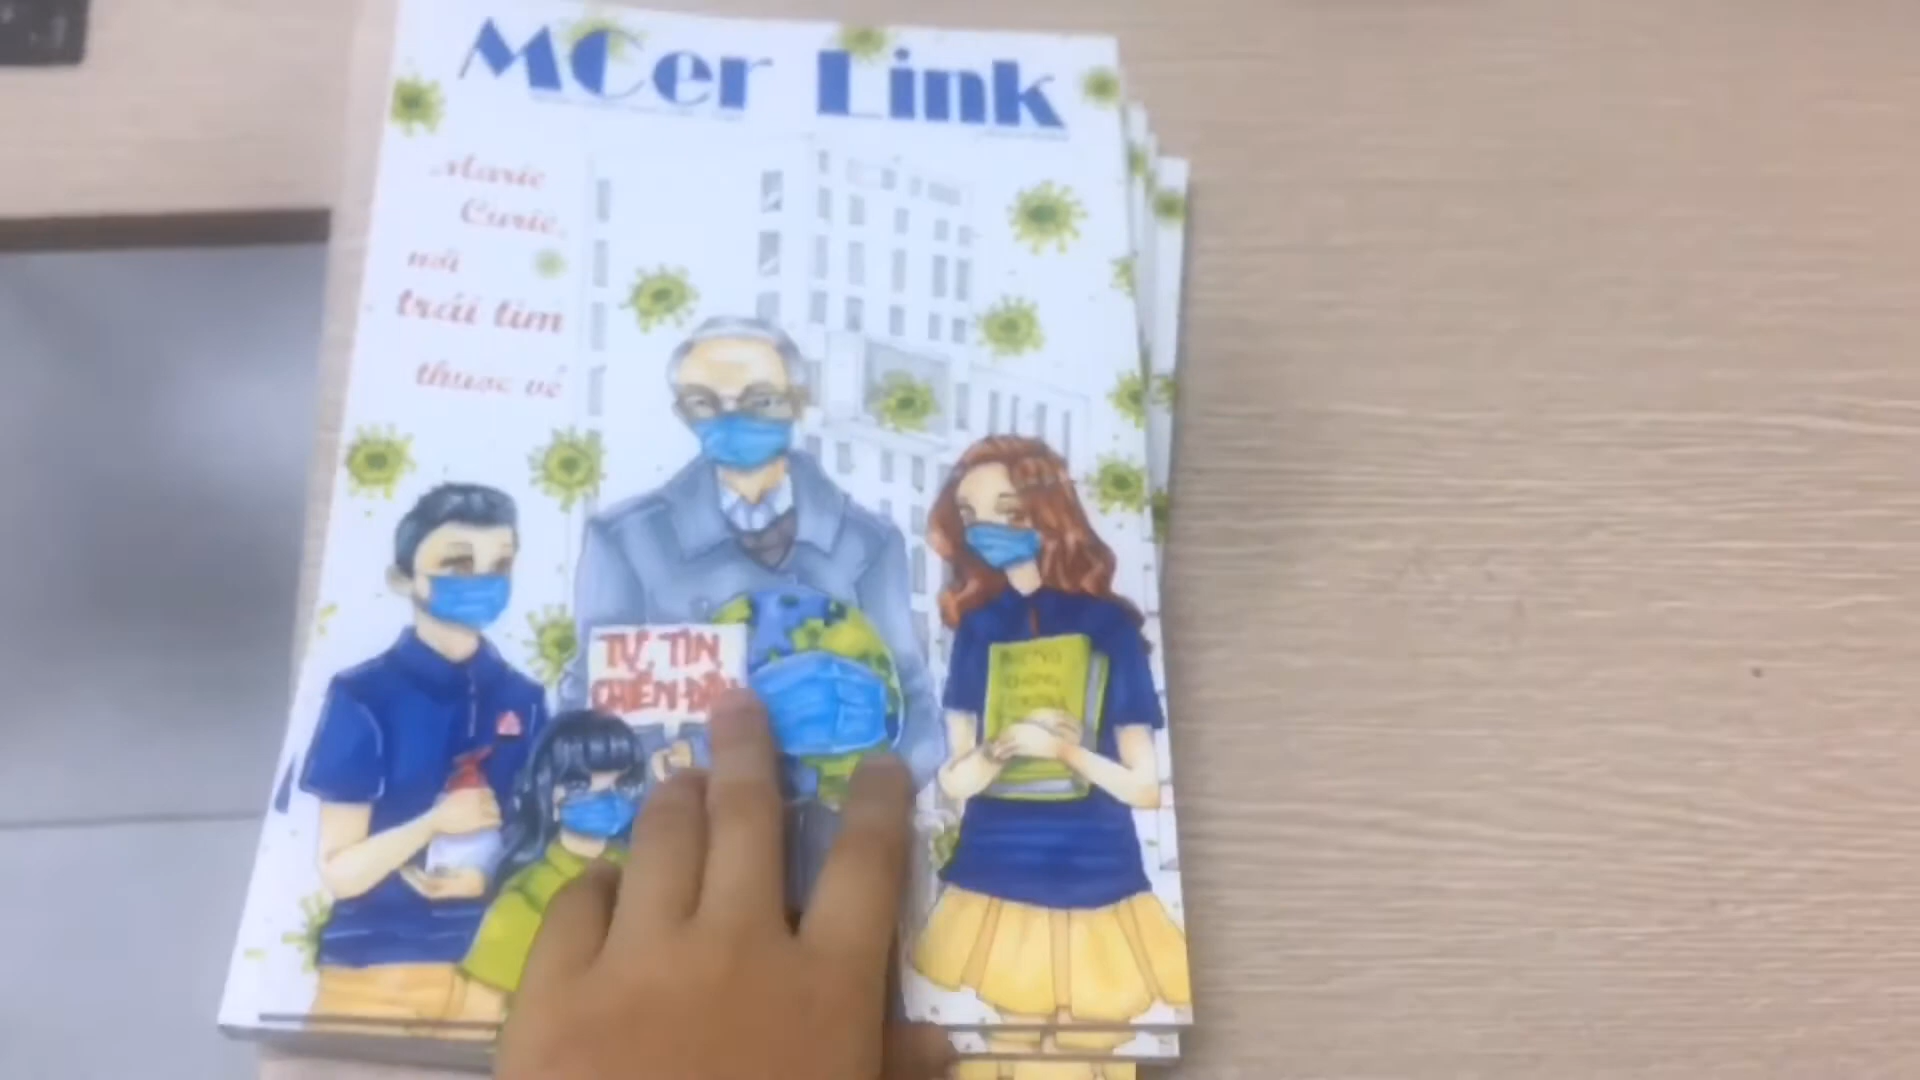 MCer Link
Marie
Curie,
nơi
trái tim
thuộc về
TỰ TIN
CHIẾN ĐẤU